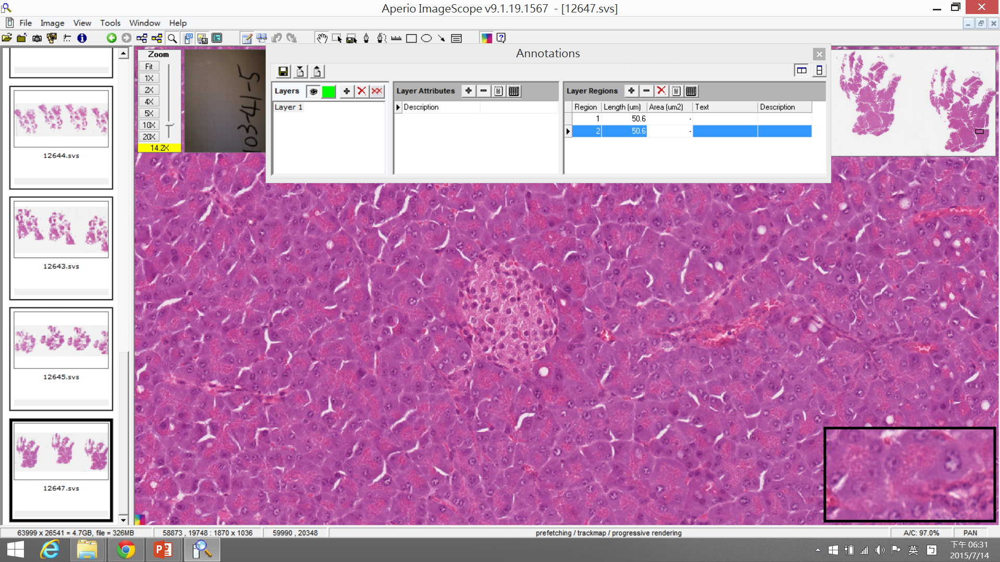 Aperio ImageScope v9.1.19.1567 - [12647.svs]
File Image View Tools Window Help
Zoom
Fit
1X
2X
4X
5X
10X
20X
14.2X
10341-5
Annotations
Layers
Layer 1
Layer Attributes
Description
Layer Regions
Region Length (um) Area (um2) Text Description
1 50.6 -
2 50.6 -
12644.svs
12643.svs
12645.svs
12647.svs
63999 x 26541 = 4.7GB, file = 326MB 58873 , 19748 : 1870 x 1036 59990 , 20348 prefetching / trackmap / progressive rendering A/C: 97.0% PAN
英 下午 06:31
2015/7/14